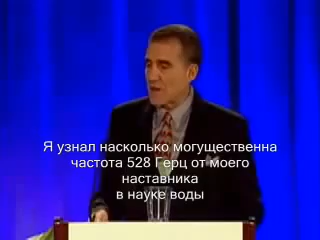 Я узнал насколько могущественна
частота 528 Герц от моего
наставника
в науке воды